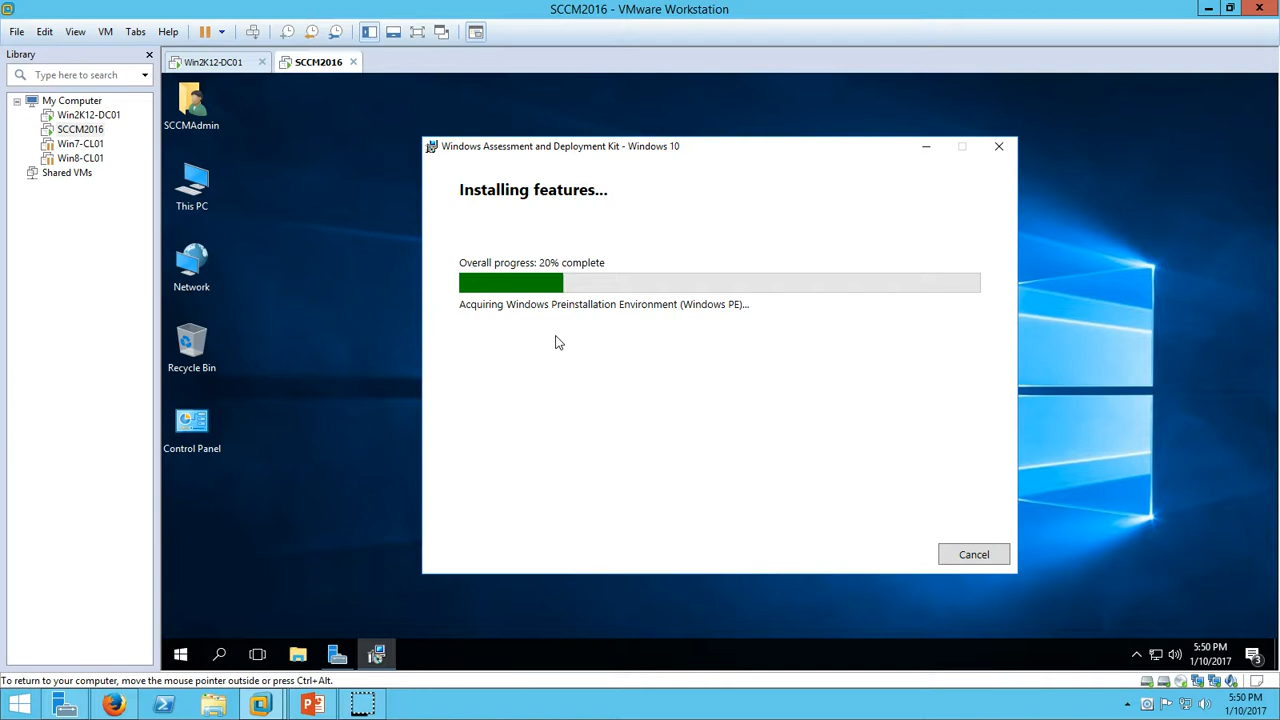 SCCM2016 - VMware Workstation
File Edit View VM Tabs Help
Library
Type here to search
My Computer
Win2K12-DC01
SCCM2016
Win7-CL01
Win8-CL01
Shared VMs
Win2K12-DC01
SCCM2016
SCCMAdmin
This PC
Network
Recycle Bin
Control Panel
Windows Assessment and Deployment Kit - Windows 10
Installing features...
Overall progress: 20% complete
Acquiring Windows Preinstallation Environment (Windows PE)...
Cancel
5:50 PM
1/10/2017
3
To return to your computer, move the mouse pointer outside or press Ctrl+Alt.
5:50 PM
1/10/2017